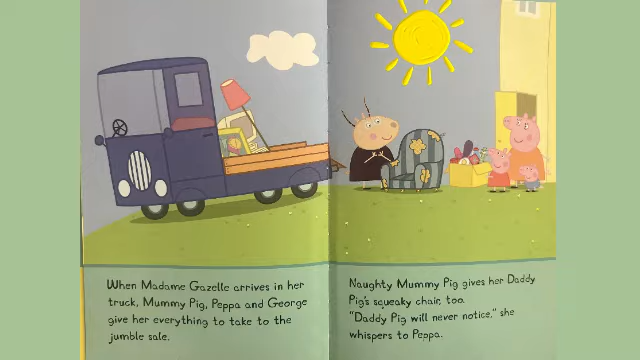 When Madame Gazelle arrives in her
truck, Mummy Pig, Peppa and George
give her everything to take to the
jumble sale.
Naughty Mummy Pig gives her Daddy
Pig's squeaky chair, too.
"Daddy Pig will never notice," she
whispers to Peppa.